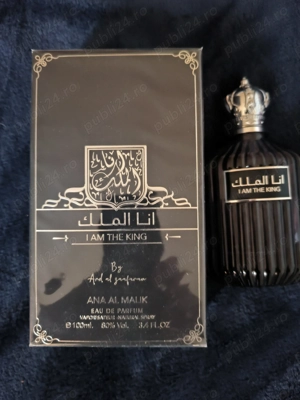 انا الملك
I AM THE KING
By
Ard al zaafaran
ANA AL MALIK
EAU DE PARFUM
VAPORISATEUR NATURAL SPRAY
100ml. 80% Vol. 3.4 FL.OZ
انا الملك
I AM THE KING